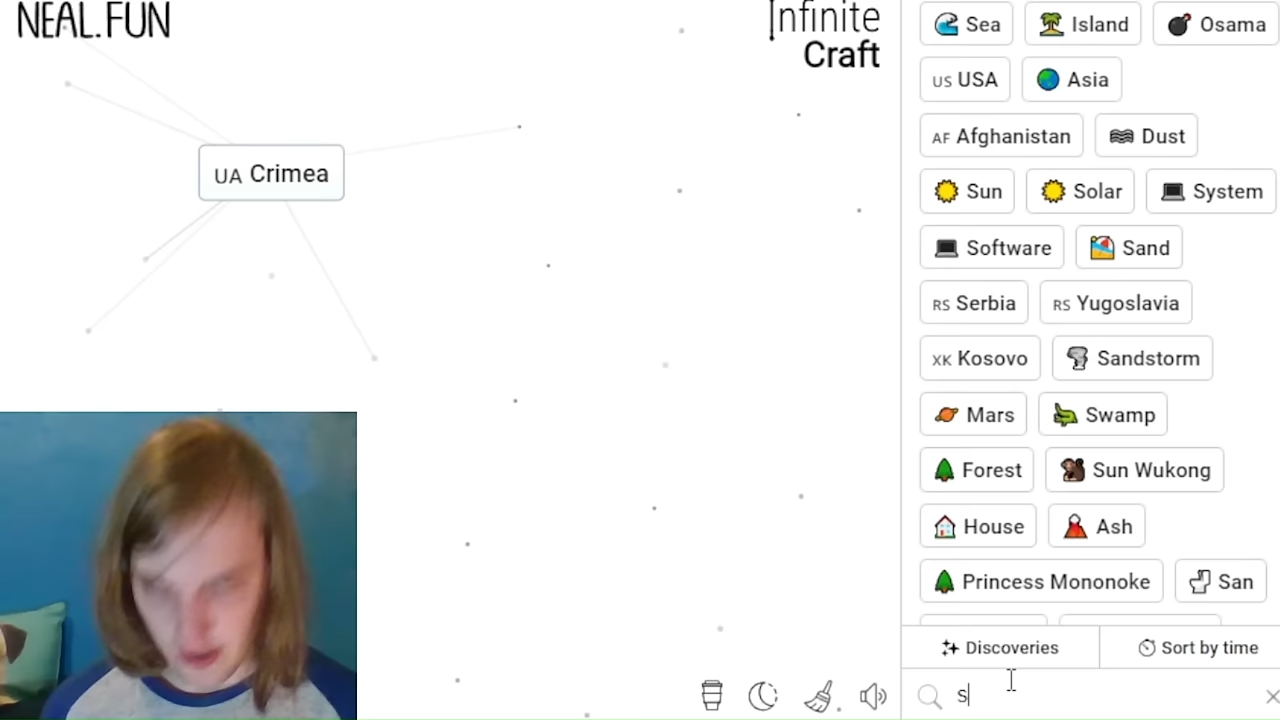 NEAL.FUN
Infinite
Craft
UA Crimea
Sea Island Osama
US USA Asia
AF Afghanistan Dust
Sun Solar System
Software Sand
RS Serbia RS Yugoslavia
XK Kosovo Sandstorm
Mars Swamp
Forest Sun Wukong
House Ash
Princess Mononoke San
Discoveries Sort by time
s